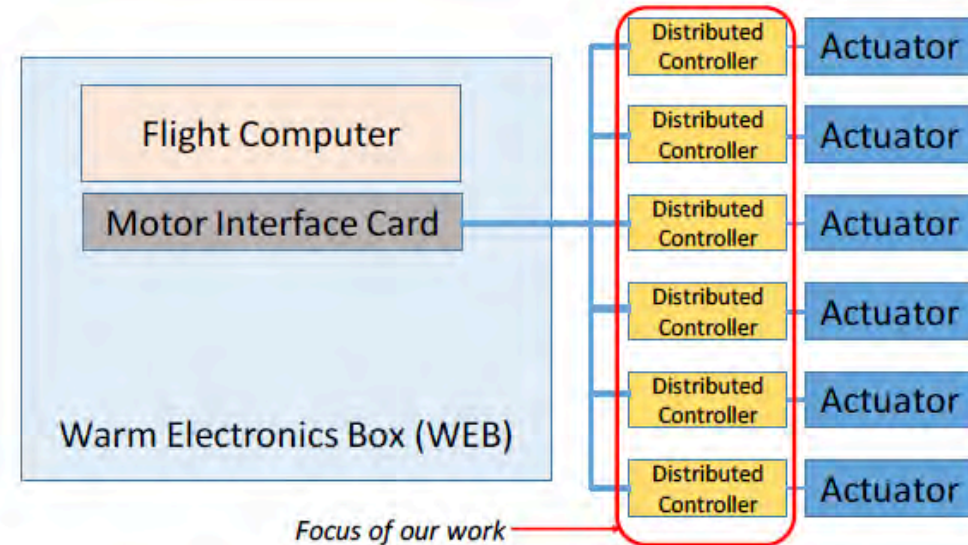 Flight Computer
Motor Interface Card
Warm Electronics Box (WEB)
Distributed
Controller
Actuator
Distributed
Controller
Actuator
Distributed
Controller
Actuator
Distributed
Controller
Actuator
Distributed
Controller
Actuator
Distributed
Controller
Actuator
Focus of our work